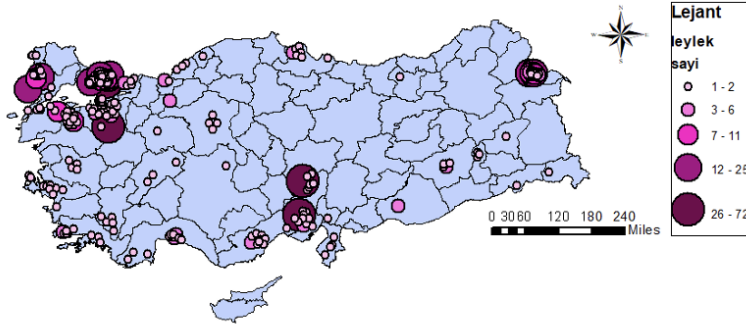 N
W E
S
Lejant
leylek
sayi
1 - 2
3 - 6
7 - 11
12 - 25
26 - 72
0 30 60 120 180 240
Miles